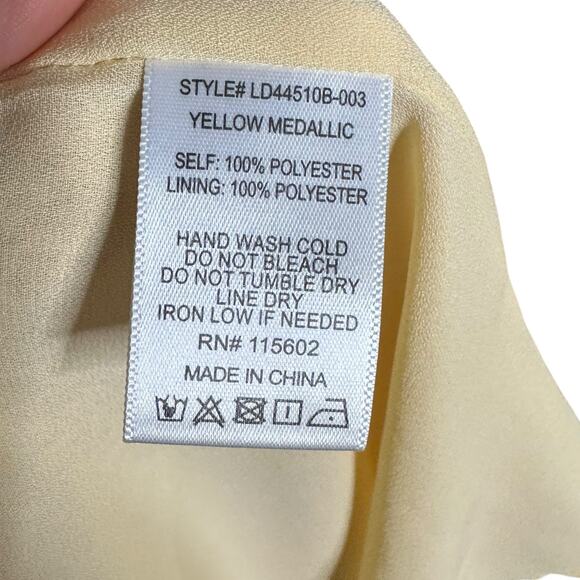 STYLE# LD44510B-003
YELLOW MEDALLIC
SELF: 100% POLYESTER
LINING: 100% POLYESTER
HAND WASH COLD
DO NOT BLEACH
DO NOT TUMBLE DRY
LINE DRY
IRON LOW IF NEEDED
RN# 115602
MADE IN CHINA